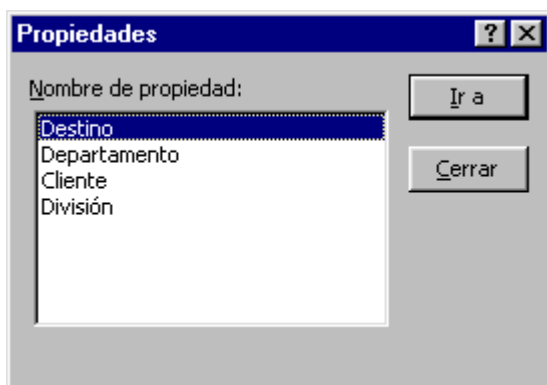 Propiedades
Nombre de propiedad:
Destino
Departamento
Cliente
División
Ir a
Cerrar